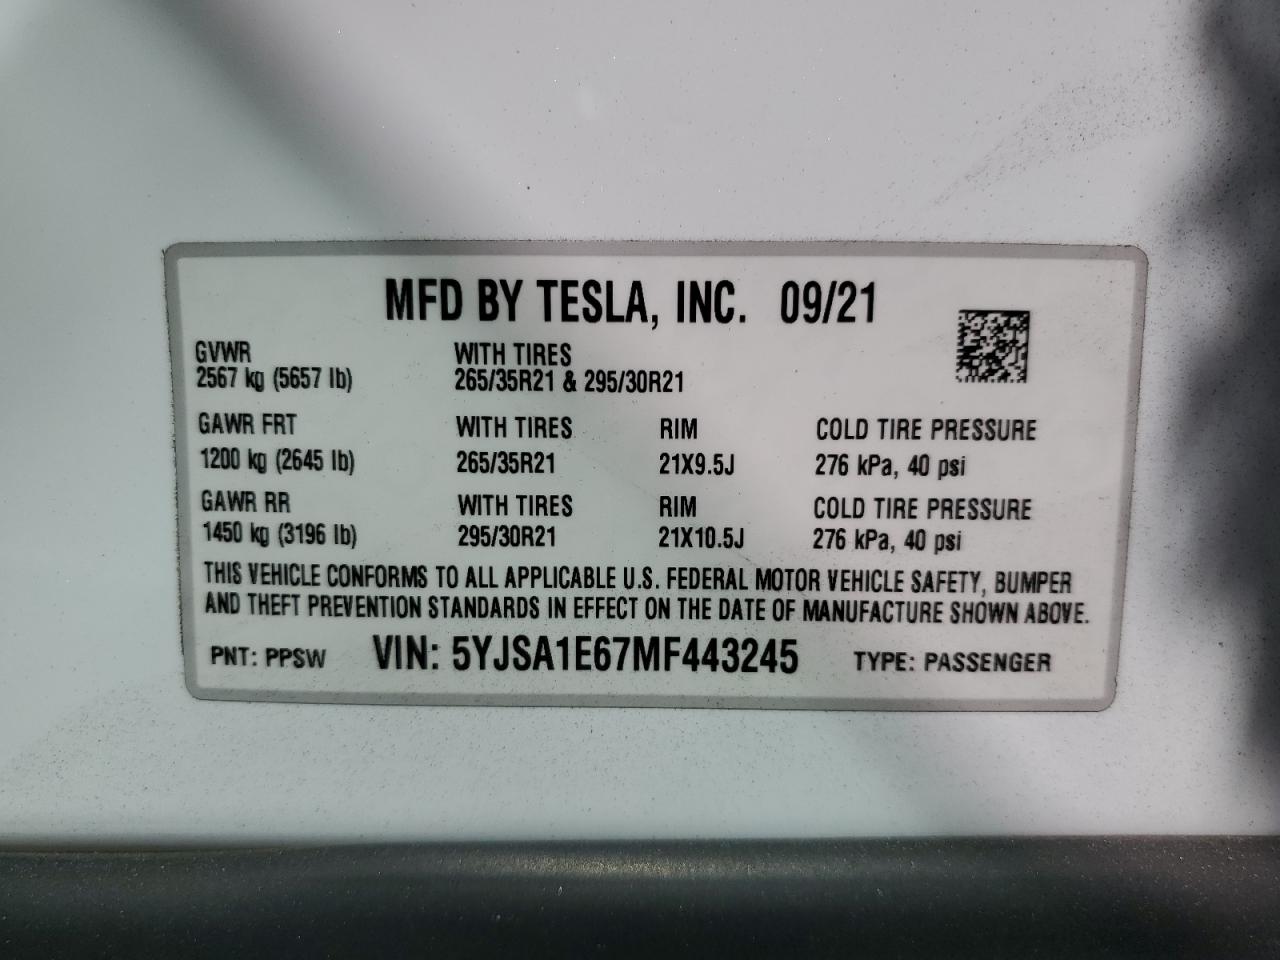 MFD BY TESLA, INC. 09/21
GVWR WITH TIRES
2567 kg (5657 lb) 265/35R21 & 295/30R21
GAWR FRT WITH TIRES RIM COLD TIRE PRESSURE
1200 kg (2645 lb) 265/35R21 21X9.5J 276 kPa, 40 psi
GAWR RR WITH TIRES RIM COLD TIRE PRESSURE
1450 kg (3196 lb) 295/30R21 21X10.5J 276 kPa, 40 psi
THIS VEHICLE CONFORMS TO ALL APPLICABLE U.S. FEDERAL MOTOR VEHICLE SAFETY, BUMPER
AND THEFT PREVENTION STANDARDS IN EFFECT ON THE DATE OF MANUFACTURE SHOWN ABOVE.
PNT: PPSW VIN: 5YJSA1E67MF443245 TYPE: PASSENGER